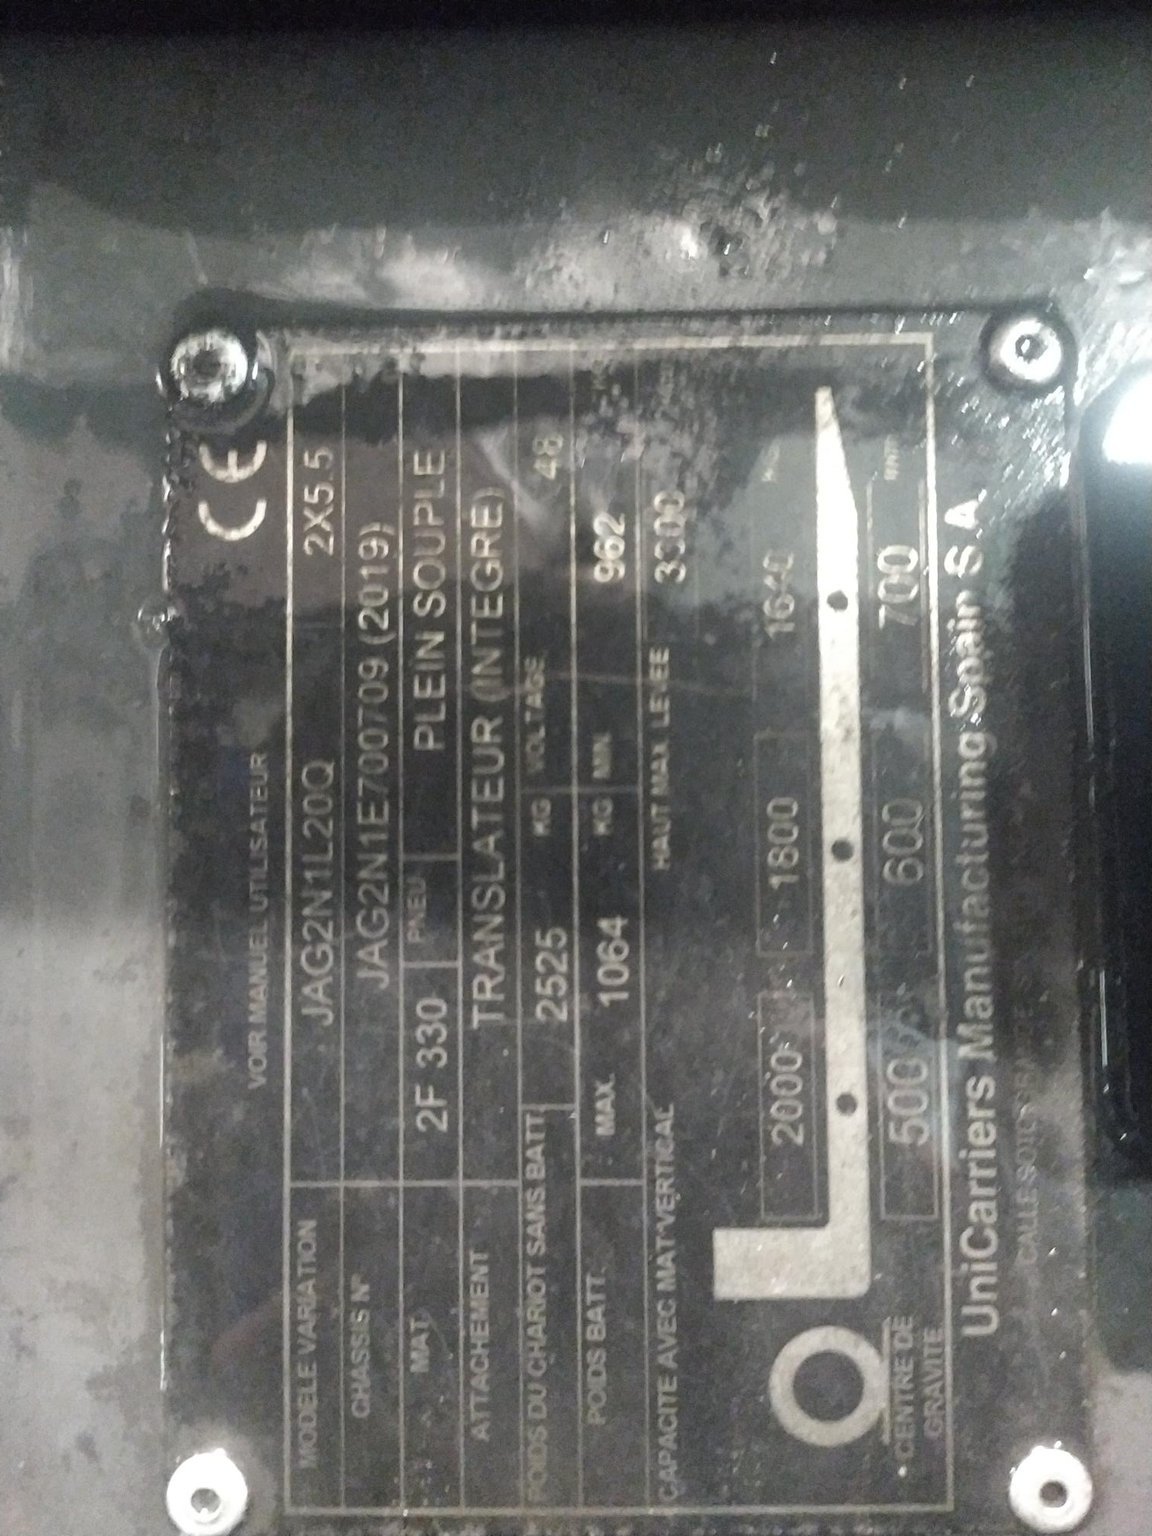 CE
VOIR MANUEL UTILISATEUR
MODELE VARIATION JAG2N1L20Q 2X5.5
CHASSIS N° JAG2N1E700709 (2019)
MAT. 2F 330 PNEU PLEIN SOUPLE
ATTACHEMENT TRANSLATEUR (INTEGRE)
POIDS DU CHARIOT SANS BATT. 2525 KG VOLTAGE 48
POIDS BATT. MAX. 1064 KG MIN. 962
CAPACITE AVEC MAT VERTICAL HAUT MAX LEVEE 3300
2000 1800 1640
CENTRE DE GRAVITE 500 600 700
UniCarriers Manufacturing Spain S A